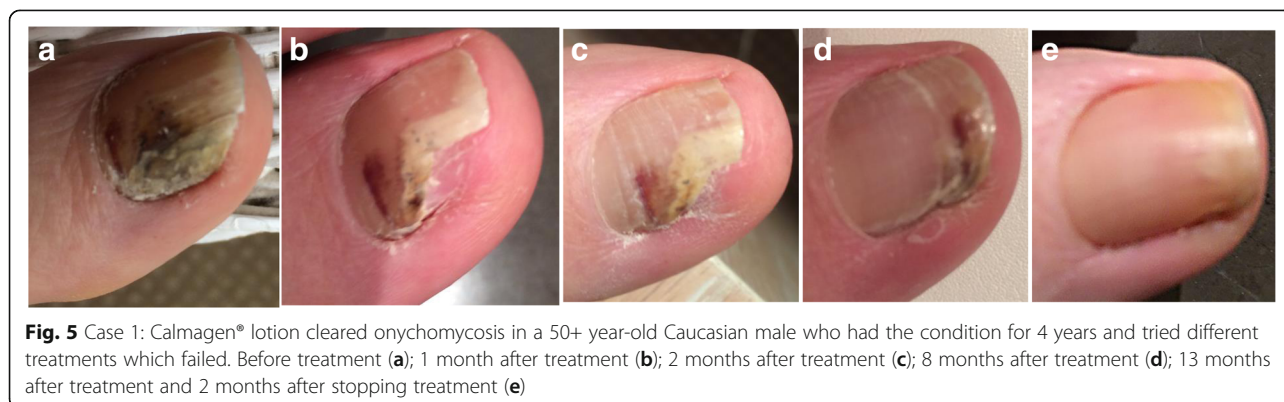 a b c d e
Fig. 5 Case 1: Calmagen® lotion cleared onychomycosis in a 50+ year-old Caucasian male who had the condition for 4 years and tried different
treatments which failed. Before treatment (a); 1 month after treatment (b); 2 months after treatment (c); 8 months after treatment (d); 13 months
after treatment and 2 months after stopping treatment (e)